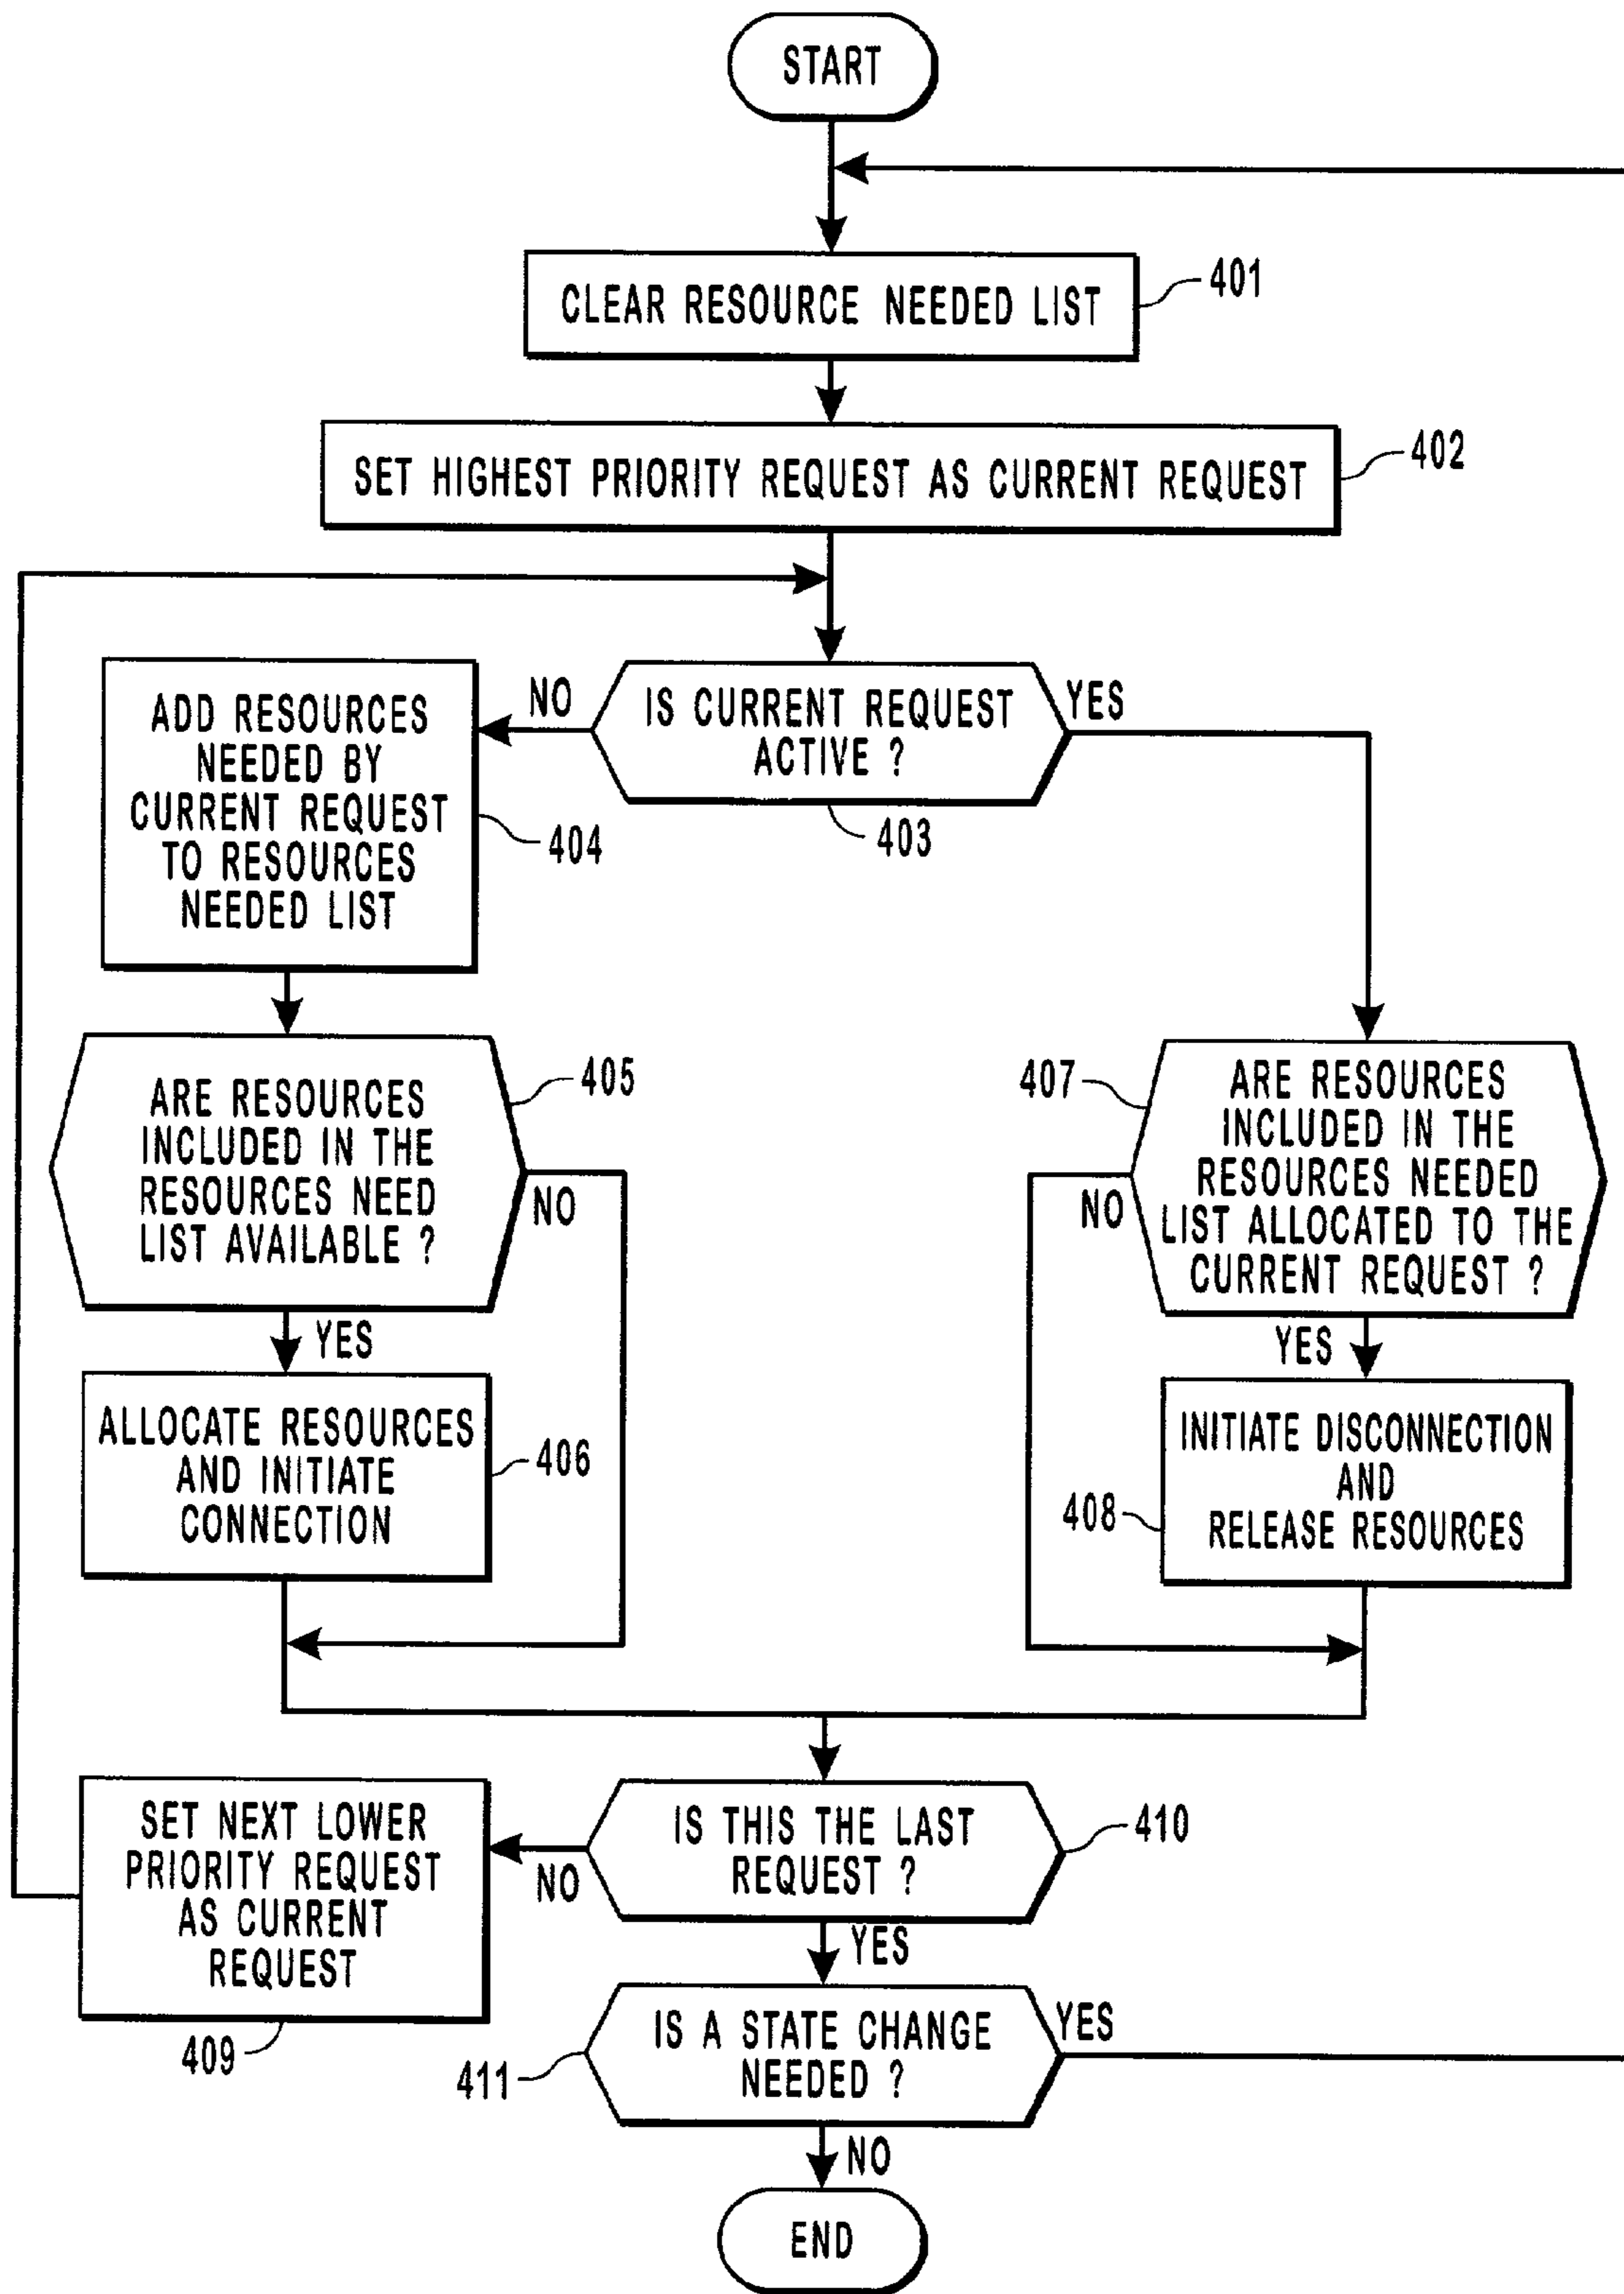 START
CLEAR RESOURCE NEEDED LIST
401
SET HIGHEST PRIORITY REQUEST AS CURRENT REQUEST
402
IS CURRENT REQUEST
ACTIVE ?
NO
YES
403
ADD RESOURCES
NEEDED BY
CURRENT REQUEST
TO RESOURCES
NEEDED LIST
404
ARE RESOURCES
INCLUDED IN THE
RESOURCES NEED
LIST AVAILABLE ?
405
NO
YES
ALLOCATE RESOURCES
AND INITIATE
CONNECTION
406
407
ARE RESOURCES
INCLUDED IN THE
RESOURCES NEEDED
LIST ALLOCATED TO THE
CURRENT REQUEST ?
NO
YES
INITIATE DISCONNECTION
AND
RELEASE RESOURCES
408
IS THIS THE LAST
REQUEST ?
410
NO
YES
SET NEXT LOWER
PRIORITY REQUEST
AS CURRENT
REQUEST
409
IS A STATE CHANGE
NEEDED ?
411
YES
NO
END